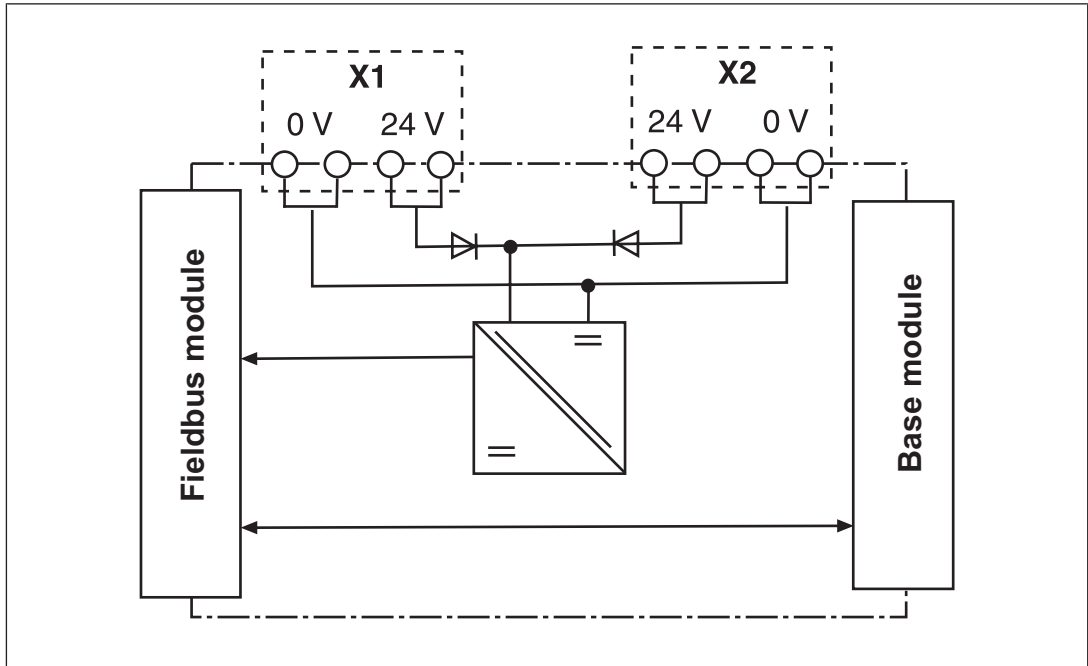 X1
X2
0 V
24 V
24 V
0 V
Fieldbus module
Base module